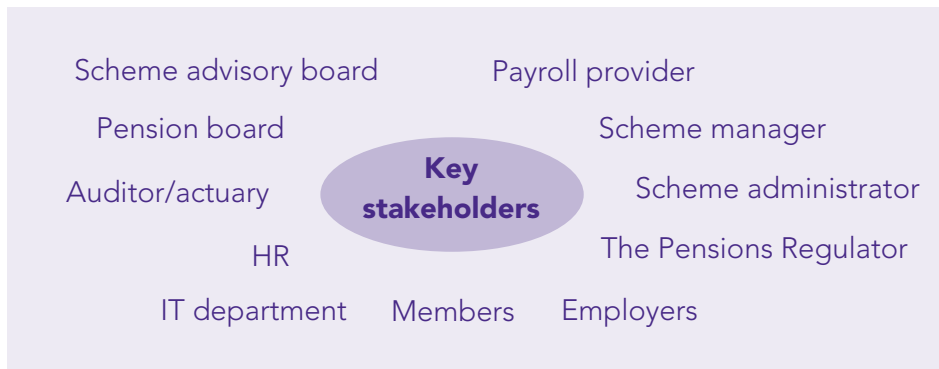 Scheme advisory board
Payroll provider
Pension board
Scheme manager
Key
stakeholders
Auditor/actuary
Scheme administrator
HR
The Pensions Regulator
IT department
Members
Employers